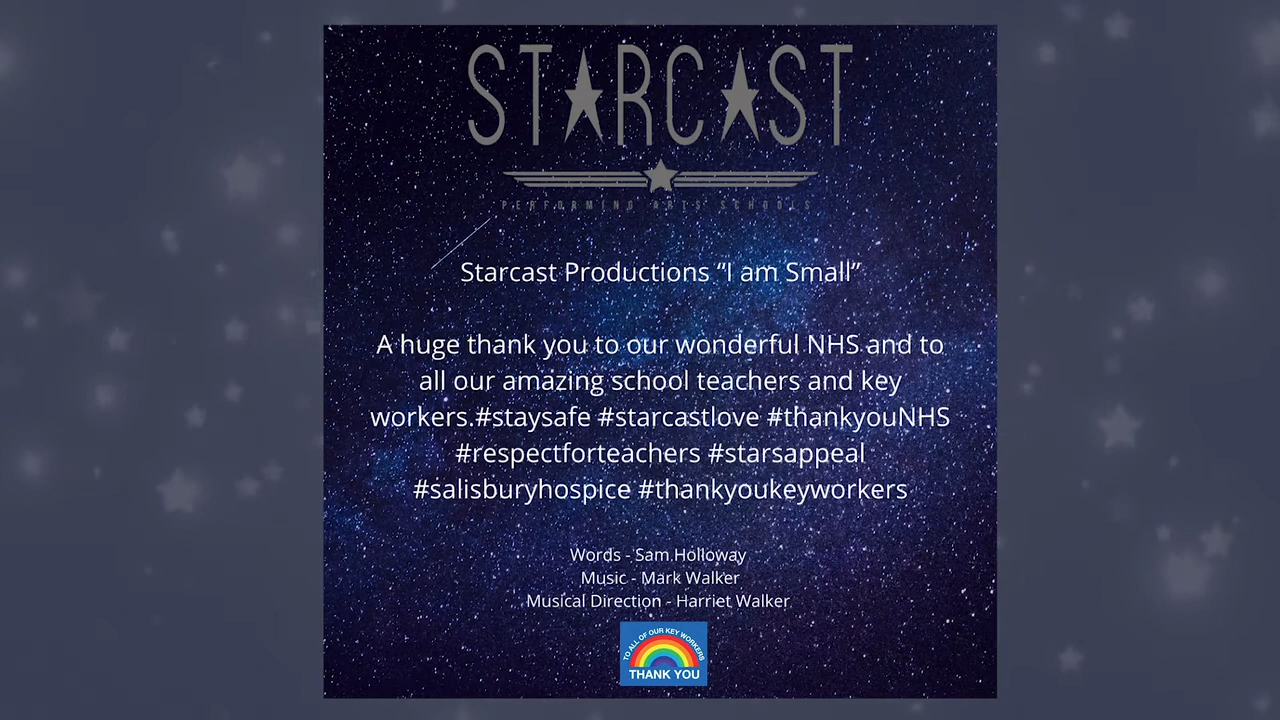 STARCAST
PERFORMING ARTS SCHOOLS
Starcast Productions “I am Small”
A huge thank you to our wonderful NHS and to
all our amazing school teachers and key
workers.#staysafe #starcastlove #thankyouNHS
#respectforteachers #starsappeal
#salisburyhospice #thankyoukeyworkers
Words - Sam Holloway
Music - Mark Walker
Musical Direction - Harriet Walker
TO ALL OF OUR KEY WORKERS
THANK YOU